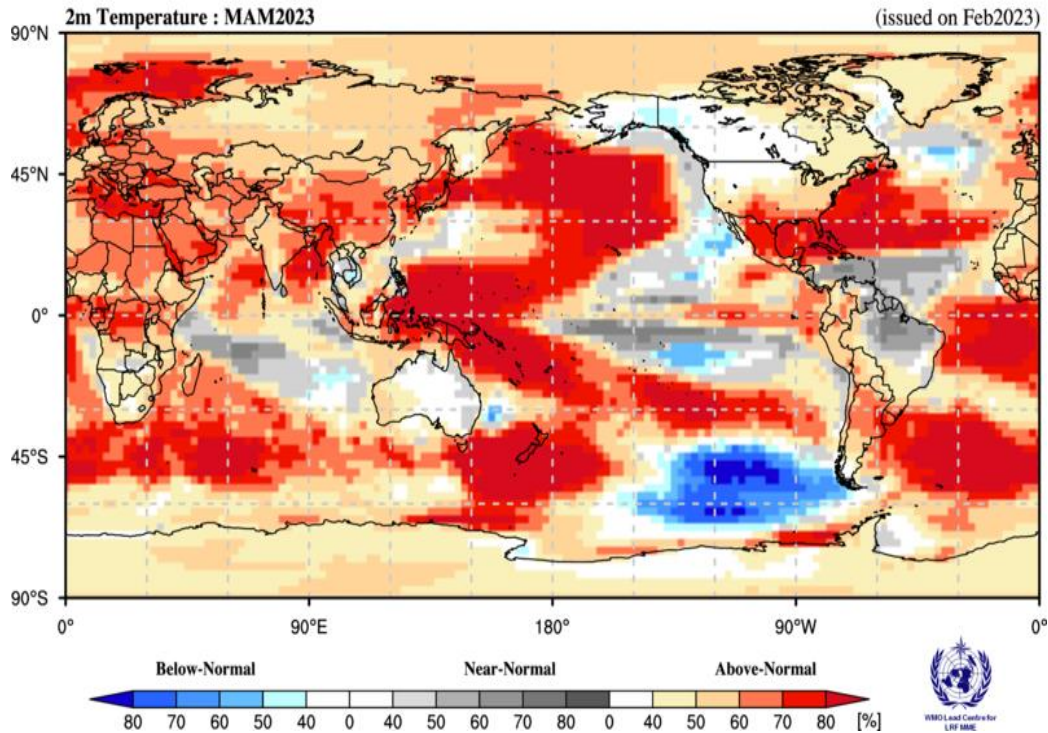 2m Temperature : MAM2023 (issued on Feb2023)
90°N
45°N
0°
45°S
90°S
0° 90°E 180° 90°W 0°
Below-Normal Near-Normal Above-Normal
80 70 60 50 40 0 40 50 60 70 80 0 40 50 60 70 80 [%]
WMO Lead Centre for
LRF MME